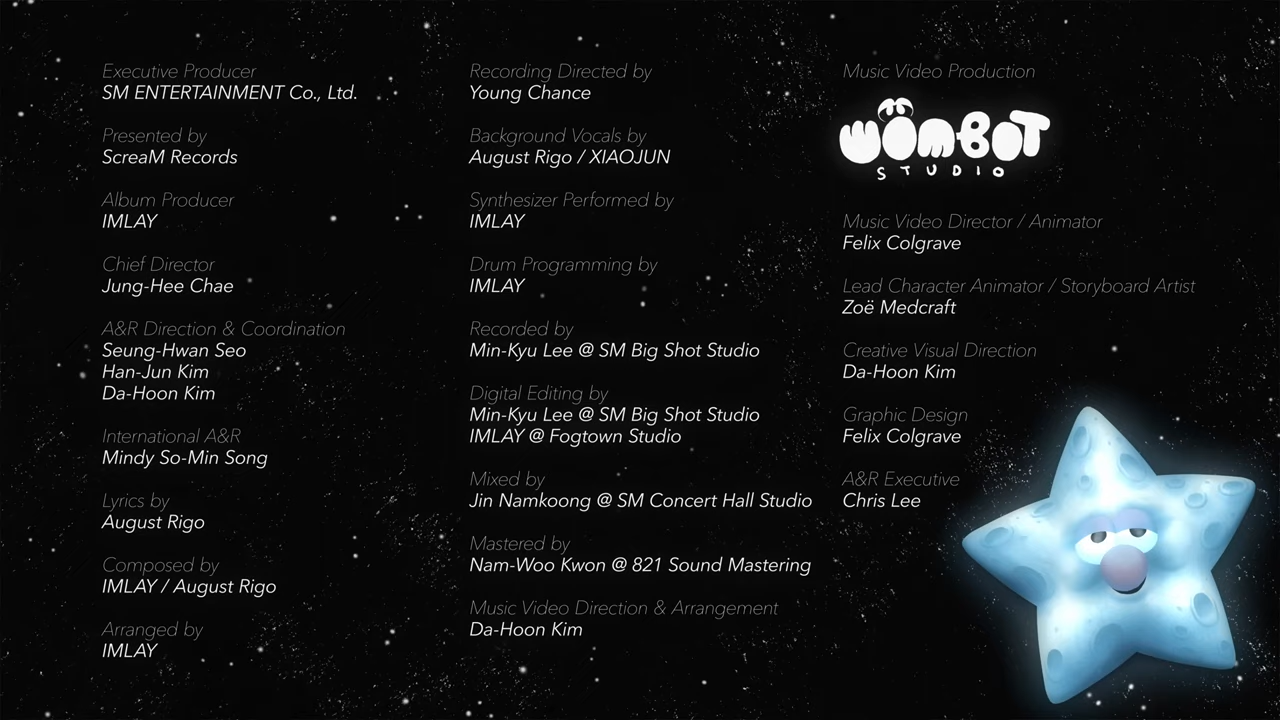 Executive Producer
SM ENTERTAINMENT Co., Ltd.
Presented by
ScreaM Records
Album Producer
IMLAY
Chief Director
Jung-Hee Chae
A&R Direction & Coordination
Seung-Hwan Seo
Han-Jun Kim
Da-Hoon Kim
International A&R
Mindy So-Min Song
Lyrics by
August Rigo
Composed by
IMLAY / August Rigo
Arranged by
IMLAY
Recording Directed by
Young Chance
Background Vocals by
August Rigo / XIAOJUN
Synthesizer Performed by
IMLAY
Drum Programming by
IMLAY
Recorded by
Min-Kyu Lee @ SM Big Shot Studio
Digital Editing by
Min-Kyu Lee @ SM Big Shot Studio
IMLAY @ Fogtown Studio
Mixed by
Jin Namkoong @ SM Concert Hall Studio
Mastered by
Nam-Woo Kwon @ 821 Sound Mastering
Music Video Direction & Arrangement
Da-Hoon Kim
Music Video Production
WOMBOT
STUDIO
Music Video Director / Animator
Felix Colgrave
Lead Character Animator / Storyboard Artist
Zoë Medcraft
Creative Visual Direction
Da-Hoon Kim
Graphic Design
Felix Colgrave
A&R Executive
Chris Lee